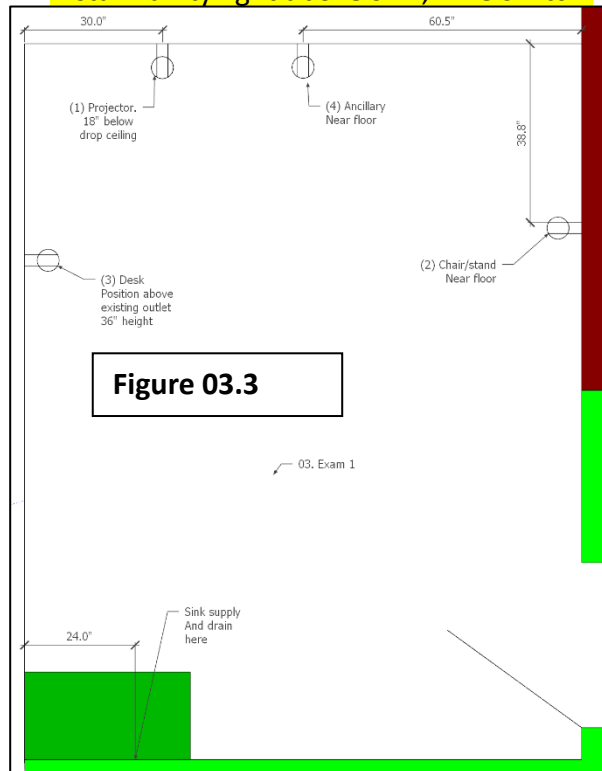 30.0"
60.5"
(1) Projector.
18" below
drop ceiling
(4) Ancillary
Near floor
38.8"
(2) Chair/stand
Near floor
(3) Desk
Position above
existing outlet
36" height
Figure 03.3
03. Exam 1
Sink supply
And drain
here
24.0"